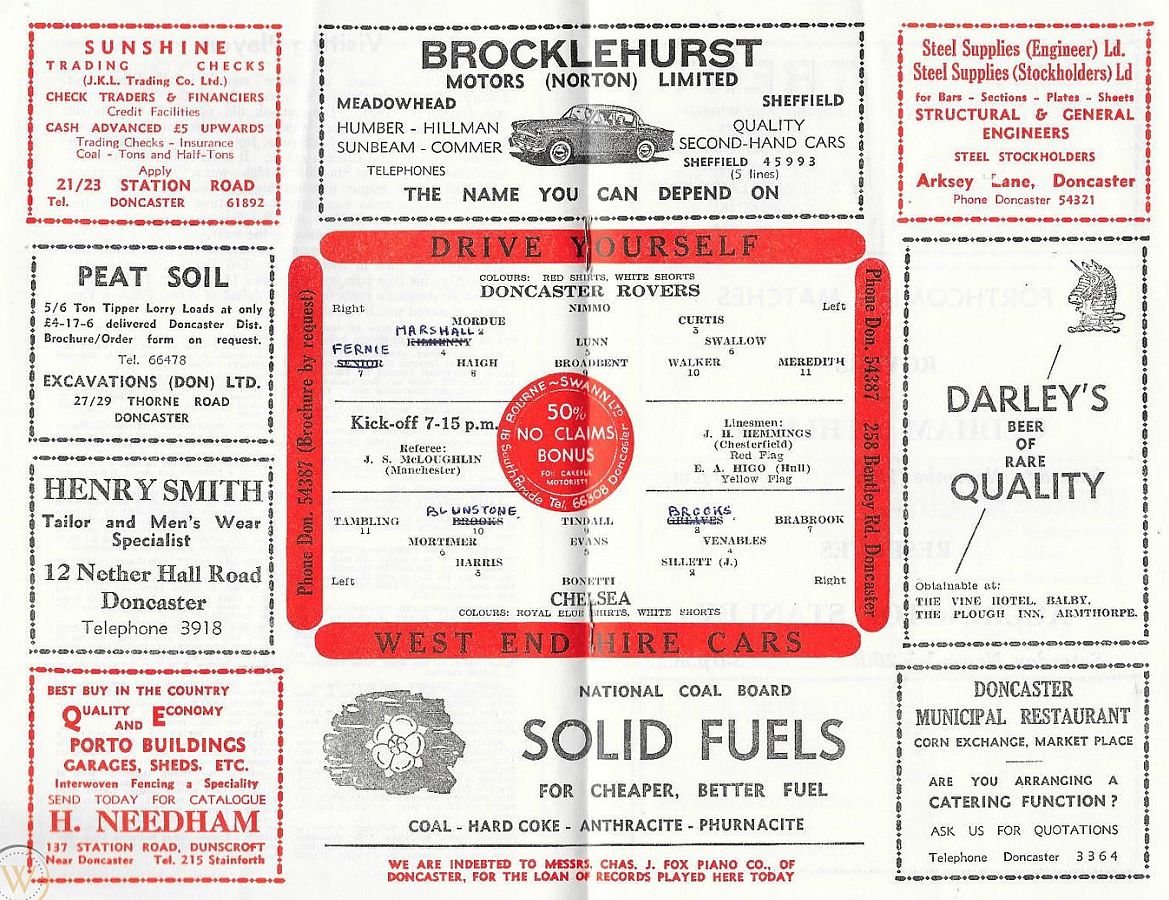 SUNSHINE
TRADING CHECKS
(J.K.L. Trading Co. Ltd.)
CHECK TRADERS & FINANCIERS
Credit Facilities
CASH ADVANCED £5 UPWARDS
Trading Checks - Insurance
Coal - Tons and Half-Tons
Apply
21/23 STATION ROAD
Tel. DONCASTER 61892
BROCKLEHURST
MOTORS (NORTON) LIMITED
MEADOWHEAD SHEFFIELD
HUMBER - HILLMAN
SUNBEAM - COMMER
QUALITY
SECOND-HAND CARS
TELEPHONES
SHEFFIELD 45993
(5 lines)
THE NAME YOU CAN DEPEND ON
Steel Supplies (Engineer) Ld.
Steel Supplies (Stockholders) Ld
for Bars - Sections - Plates - Sheets
STRUCTURAL & GENERAL
ENGINEERS
STEEL STOCKHOLDERS
Arksey Lane, Doncaster
Phone Doncaster 54321
PEAT SOIL
5/6 Ton Tipper Lorry Loads at only
£4-17-6 delivered Doncaster Dist.
Brochure/Order form on request.
Tel. 66478
EXCAVATIONS (DON) LTD.
27/29 THORNE ROAD
DONCASTER
HENRY SMITH
Tailor and Men's Wear
Specialist
12 Nether Hall Road
Doncaster
Telephone 3918
BEST BUY IN THE COUNTRY
QUALITY AND ECONOMY
PORTO BUILDINGS
GARAGES, SHEDS, ETC.
Interwoven Fencing a Speciality
SEND TODAY FOR CATALOGUE
H. NEEDHAM
137 STATION ROAD, DUNSCROFT
Near Doncaster Tel. 215 Stainforth
DRIVE YOURSELF
Phone Don. 54387 (Brochure by request)
COLOURS: RED SHIRTS, WHITE SHORTS
DONCASTER ROVERS
Right NIMMO Left
MORDUE CURTIS
2 3
MARSHALL
KILKENNY LUNN SWALLOW
4 5 6
FERNIE
SENIOR HAIGH BROADBENT WALKER MEREDITH
7 8 9 10 11
Kick-off 7-15 p.m.
Referee:
J. S. McLOUGHLIN
(Manchester)
BOURNE-SWANN LTD
50%
NO CLAIMS
BONUS
FOR CAREFUL
MOTORISTS
18 South Parade Tel. 66308 Doncaster
Linesmen:
J. H. HEMMINGS
(Chesterfield)
Red Flag
E. A. HIGO (Hull)
Yellow Flag
BLUNSTONE BROOKS
TAMBLING BROOKS TINDALL GREAVES BRABROOK
11 10 9 8 7
MORTIMER EVANS VENABLES
6 5 4
HARRIS SILLETT (J.)
3 2
Left BONETTI Right
CHELSEA
COLOURS: ROYAL BLUE SHIRTS, WHITE SHORTS
Phone Don. 54387 258 Bentley Rd. Doncaster
WEST END HIRE CARS
NATIONAL COAL BOARD
SOLID FUELS
FOR CHEAPER, BETTER FUEL
COAL - HARD COKE - ANTHRACITE - PHURNACITE
WE ARE INDEBTED TO MESSRS. CHAS. J. FOX PIANO CO., OF
DONCASTER, FOR THE LOAN OF RECORDS PLAYED HERE TODAY
DARLEY'S
BEER
OF
RARE
QUALITY
Obtainable at:
THE VINE HOTEL, BALBY.
THE PLOUGH INN, ARMTHORPE.
DONCASTER
MUNICIPAL RESTAURANT
CORN EXCHANGE, MARKET PLACE
ARE YOU ARRANGING A
CATERING FUNCTION?
ASK US FOR QUOTATIONS
Telephone Doncaster 3364
W